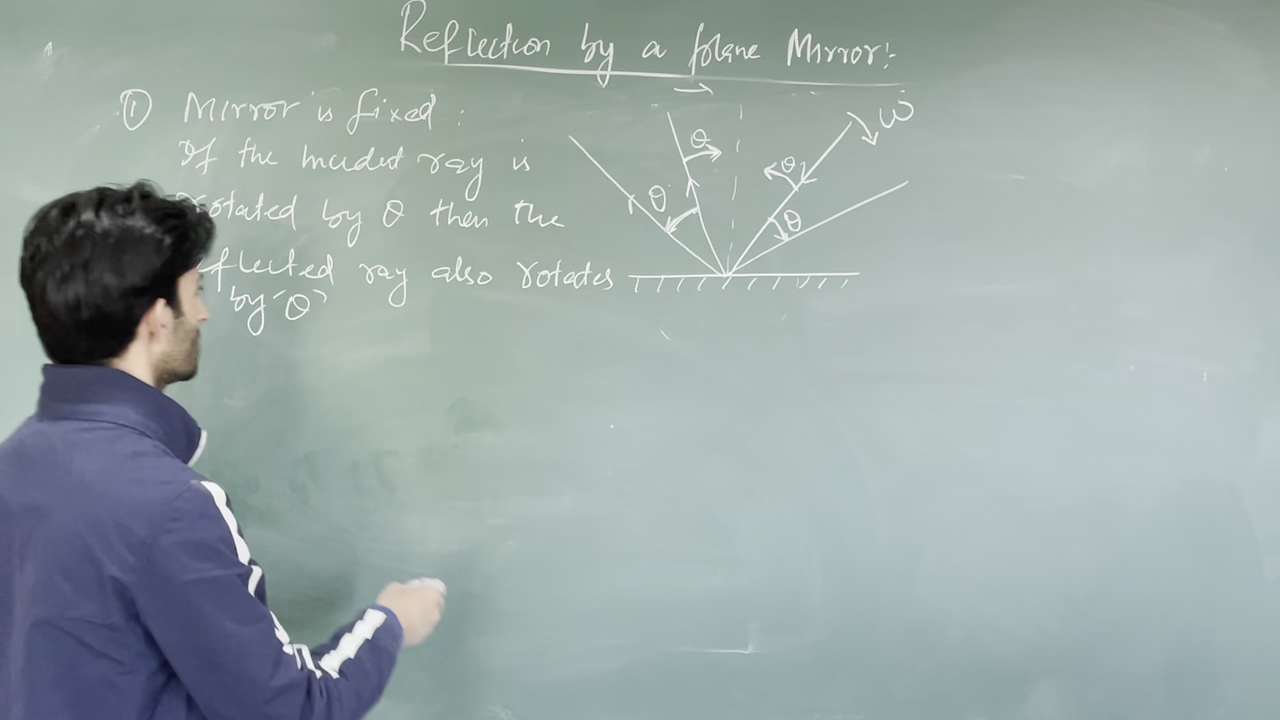 Reflection by a plane Mirror:-
① Mirror is fixed :
If the incident ray is
rotated by θ then the
reflected ray also rotates
by "θ"
θ
θ
θ
θ
ω